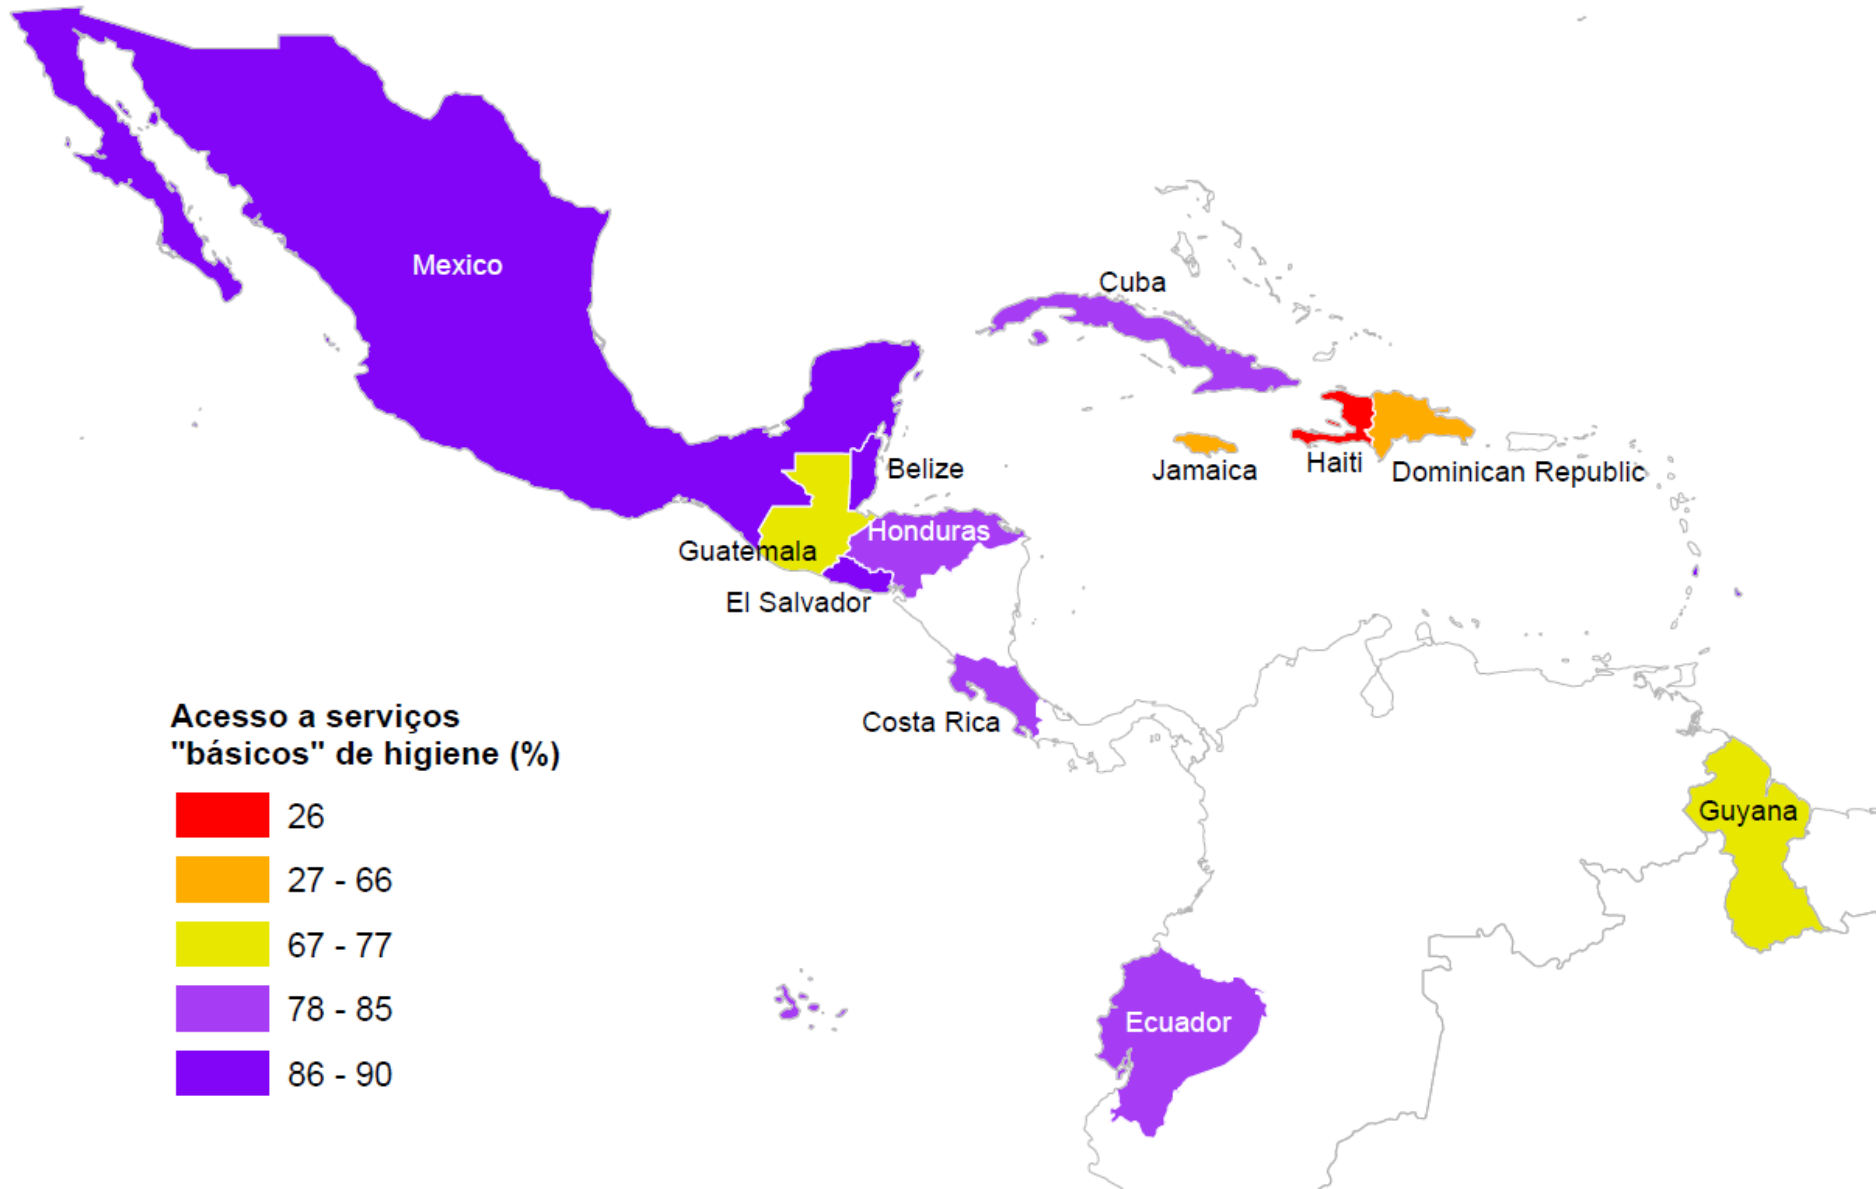 Mexico
Cuba
Belize
Jamaica
Haiti
Dominican Republic
Honduras
Guatemala
El Salvador
Costa Rica
Guyana
Ecuador
Acesso a serviços
"básicos" de higiene (%)
26
27 - 66
67 - 77
78 - 85
86 - 90